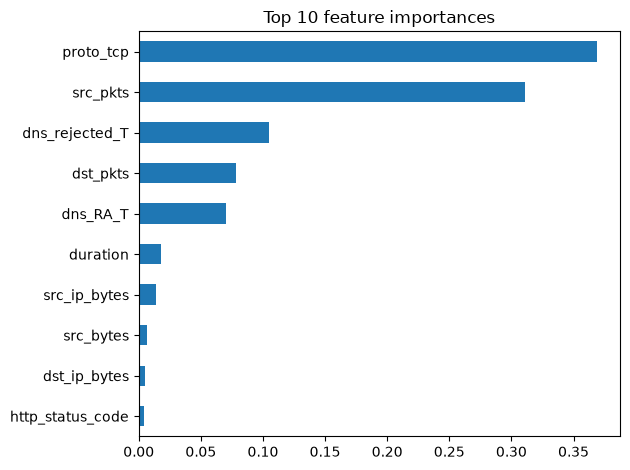 Top 10 feature importances
proto_tcp
src_pkts
dns_rejected_T
dst_pkts
dns_RA_T
duration
src_ip_bytes
src_bytes
dst_ip_bytes
http_status_code
0.00 0.05 0.10 0.15 0.20 0.25 0.30 0.35